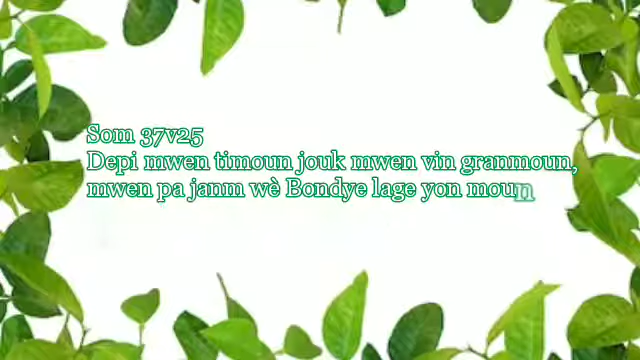 Som 37v25
Depi mwen timoun jouk mwen vin granmoun,
mwen pa janm wè Bondye lage yon moun